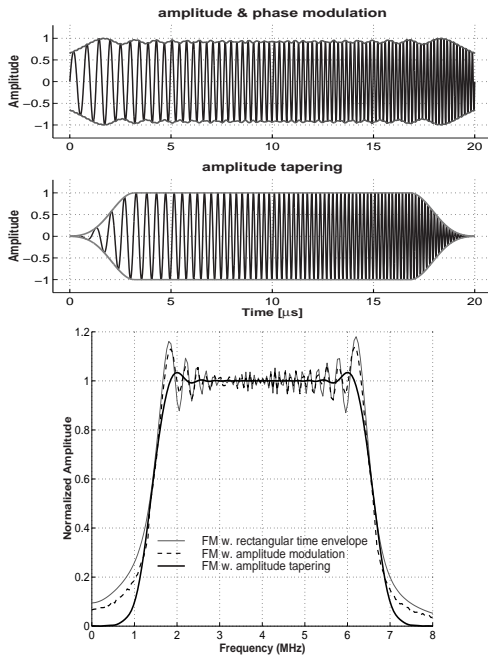 amplitude & phase modulation
1
0.5
0
−0.5
−1
Amplitude
0 5 10 15 20
amplitude tapering
1
0.5
0
−0.5
−1
Amplitude
0 5 10 15 20
Time [µs]
1.2
1
0.8
0.6
0.4
0.2
0
Normalized Amplitude
FM w. rectangular time envelope
FM w. amplitude modulation
FM w. amplitude tapering
0 1 2 3 4 5 6 7 8
Frequency (MHz)